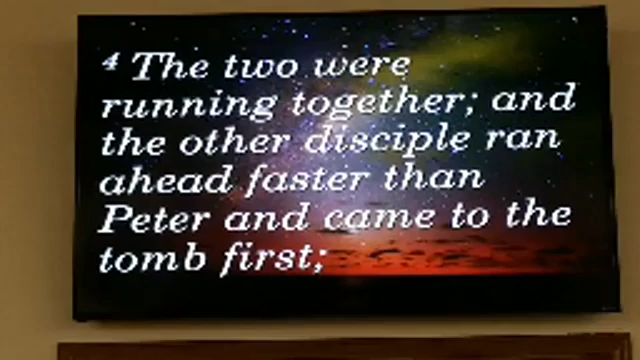 4 The two were
running together; and
the other disciple ran
ahead faster than
Peter and came to the
tomb first;